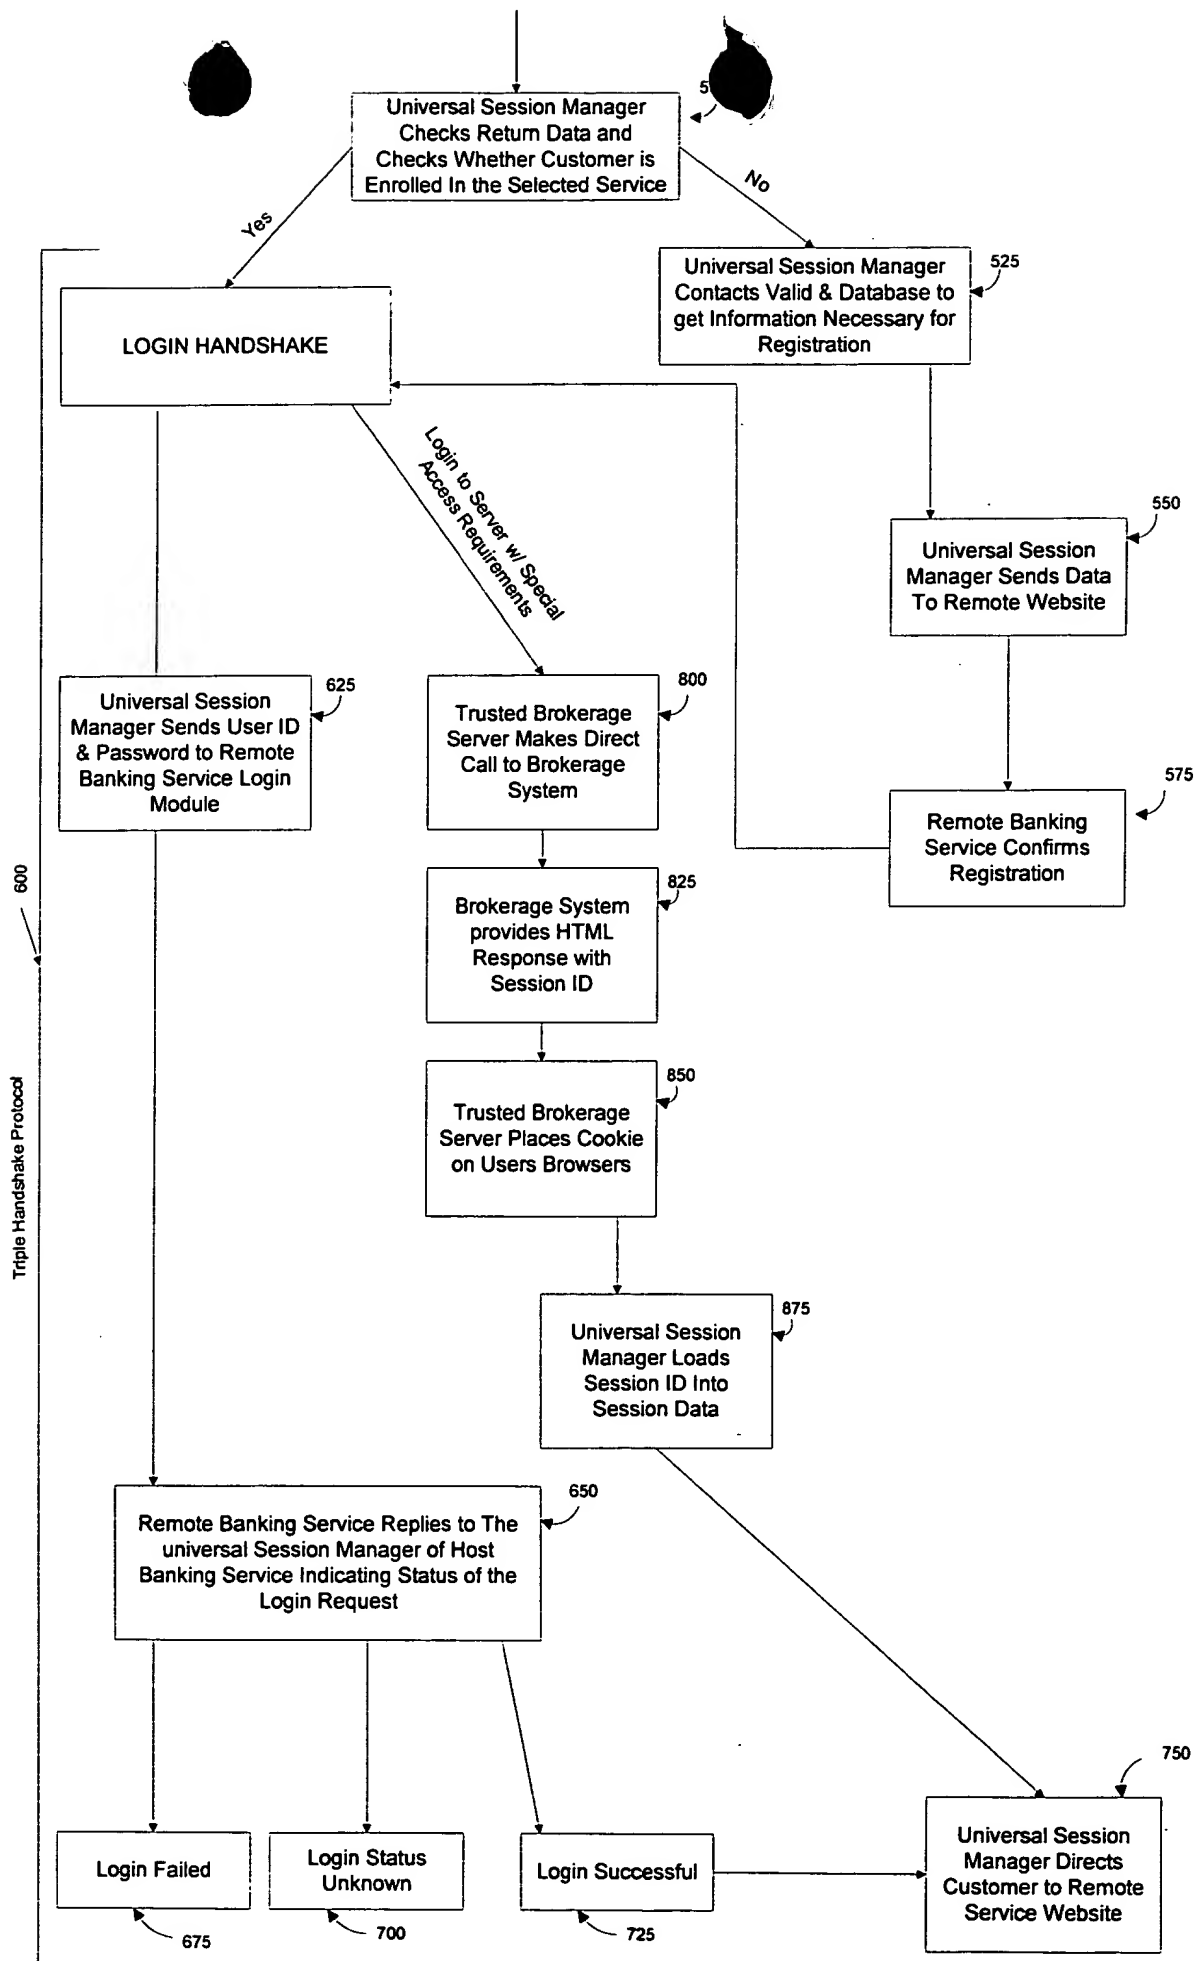 Universal Session Manager
Checks Return Data and
Checks Whether Customer is
Enrolled In the Selected Service
Yes
No
Universal Session Manager
Contacts Valid & Database to
get Information Necessary for
Registration
525
LOGIN HANDSHAKE
Login to Server w/ Special
Access Requirements
Universal Session
Manager Sends Data
To Remote Website
550
Universal Session
Manager Sends User ID
& Password to Remote
Banking Service Login
Module
625
Trusted Brokerage
Server Makes Direct
Call to Brokerage
System
800
Remote Banking
Service Confirms
Registration
575
600
Triple Handshake Protocol
Brokerage System
provides HTML
Response with
Session ID
825
Trusted Brokerage
Server Places Cookie
on Users Browsers
850
Universal Session
Manager Loads
Session ID Into
Session Data
875
Remote Banking Service Replies to The
universal Session Manager of Host
Banking Service Indicating Status of the
Login Request
650
Login Failed
675
Login Status
Unknown
700
Login Successful
725
Universal Session
Manager Directs
Customer to Remote
Service Website
750